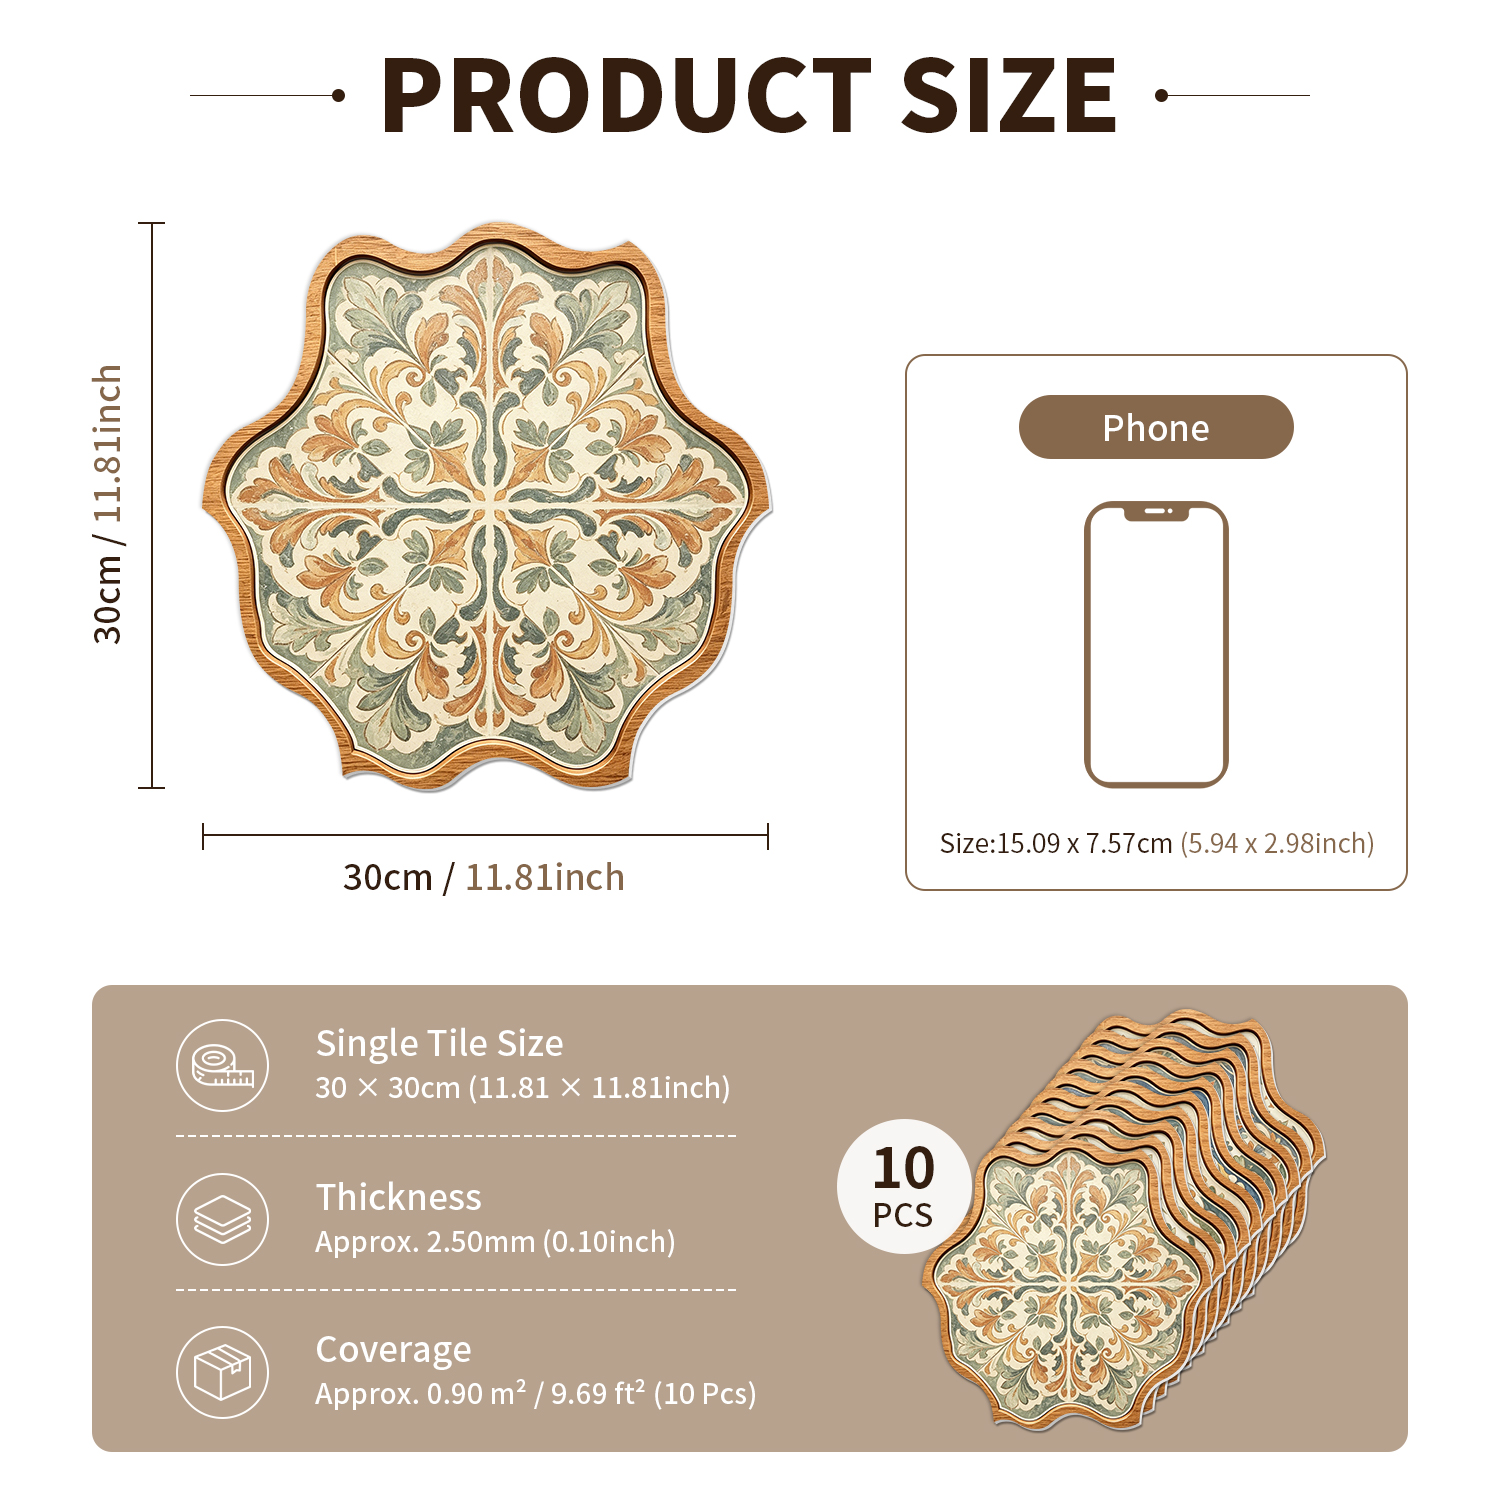 PRODUCT SIZE
30cm / 11.81inch
30cm / 11.81inch
Phone
Size:15.09 x 7.57cm (5.94 x 2.98inch)
Single Tile Size
30 × 30cm (11.81 × 11.81inch)
Thickness
Approx. 2.50mm (0.10inch)
Coverage
Approx. 0.90 m² / 9.69 ft² (10 Pcs)
10
PCS